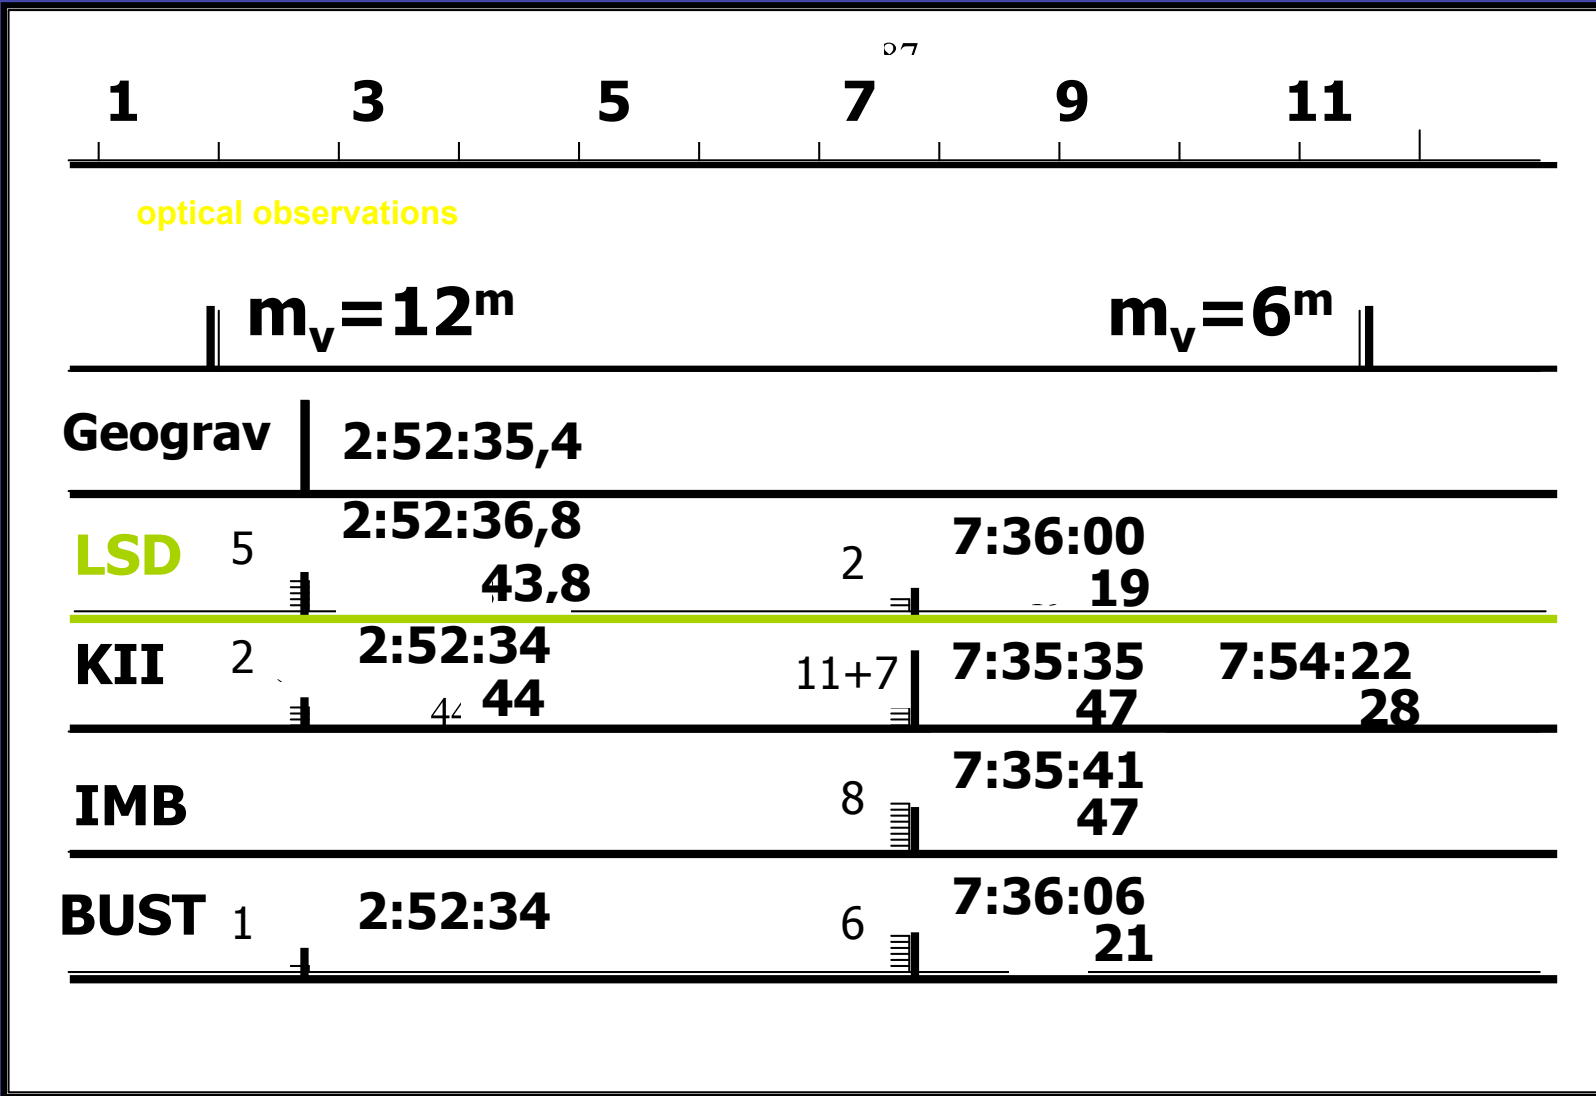 1 3 5 7 9 11
optical observations
mv=12m mv=6m
Geograv 2:52:35,4
LSD 5 2:52:36,8 2 7:36:00
43,8 19
KII 2 2:52:34 11+7 7:35:35 7:54:22
44 44 47 28
IMB 8 7:35:41
47
BUST 1 2:52:34 6 7:36:06
21